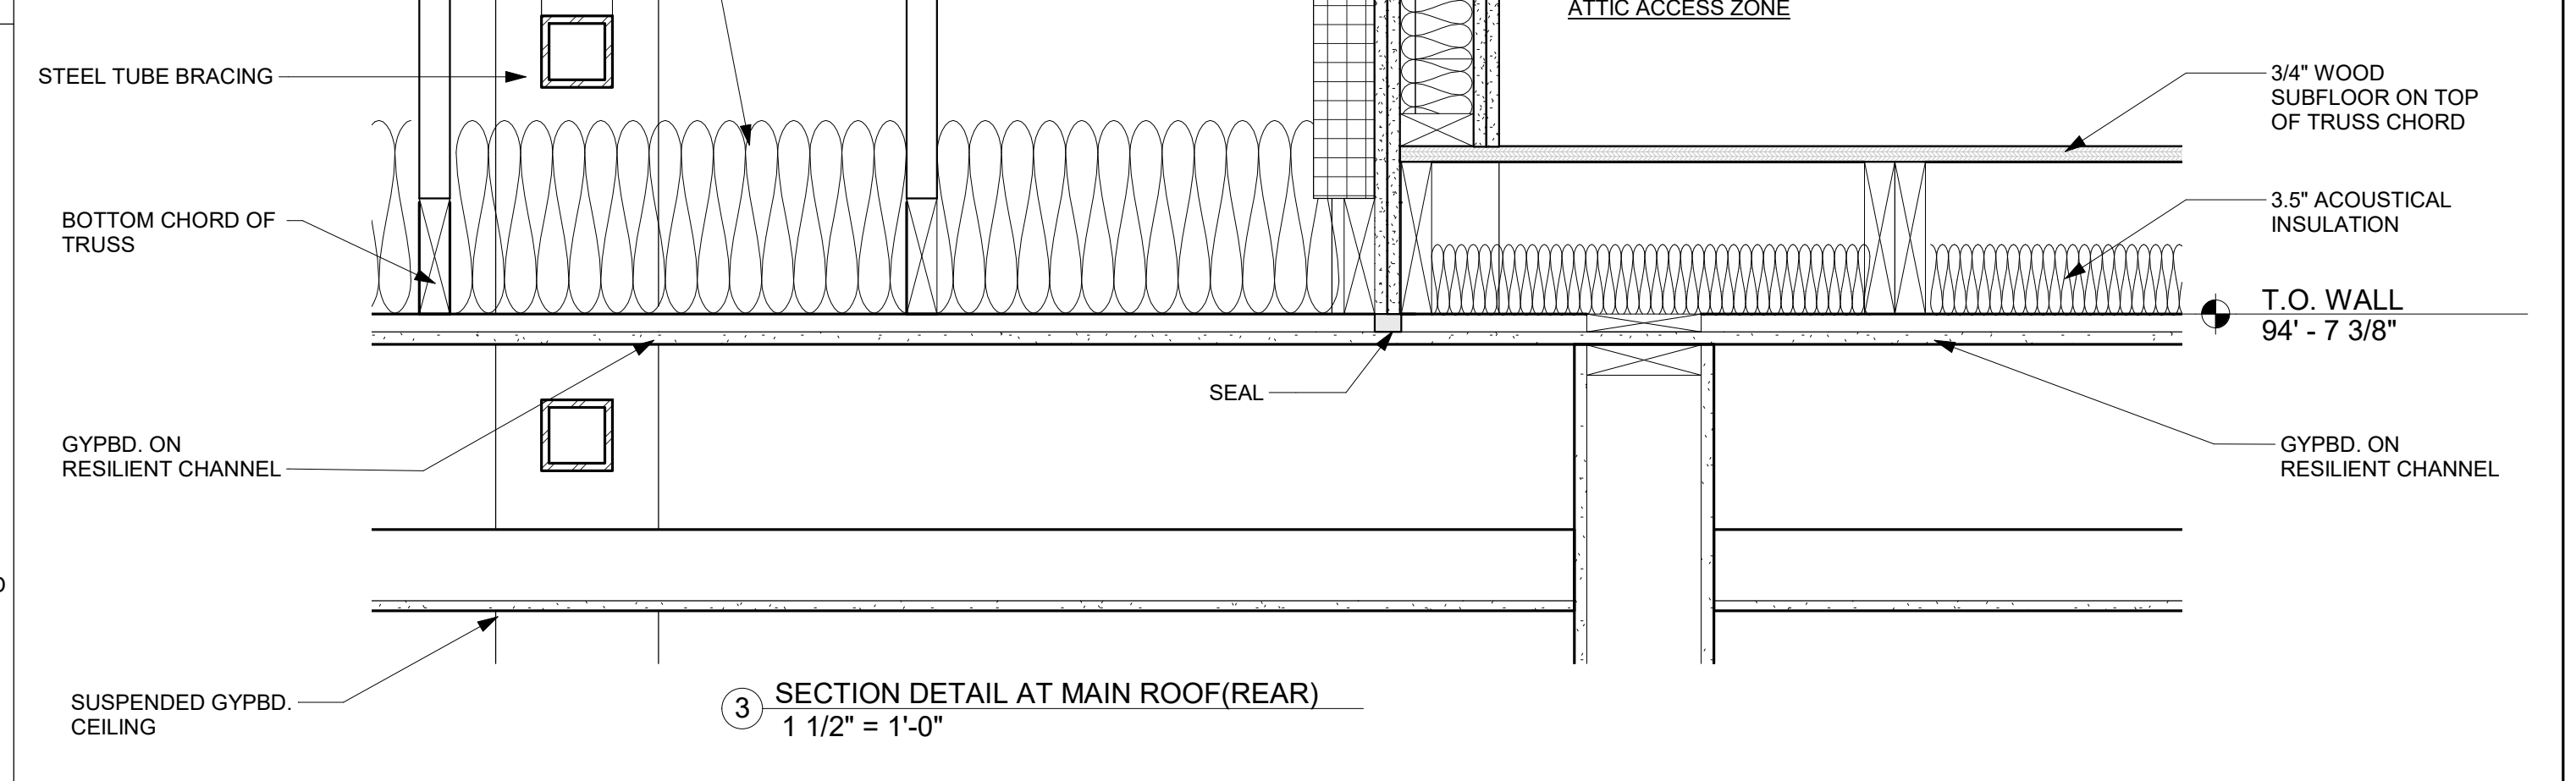 ATTIC ACCESS ZONE
STEEL TUBE BRACING
3/4" WOOD
SUBFLOOR ON TOP
OF TRUSS CHORD
BOTTOM CHORD OF
TRUSS
3.5" ACOUSTICAL
INSULATION
T.O. WALL
94' - 7 3/8"
SEAL
GYPBD. ON
RESILIENT CHANNEL
GYPBD. ON
RESILIENT CHANNEL
SUSPENDED GYPBD.
CEILING
3 SECTION DETAIL AT MAIN ROOF(REAR)
1 1/2" = 1'-0"